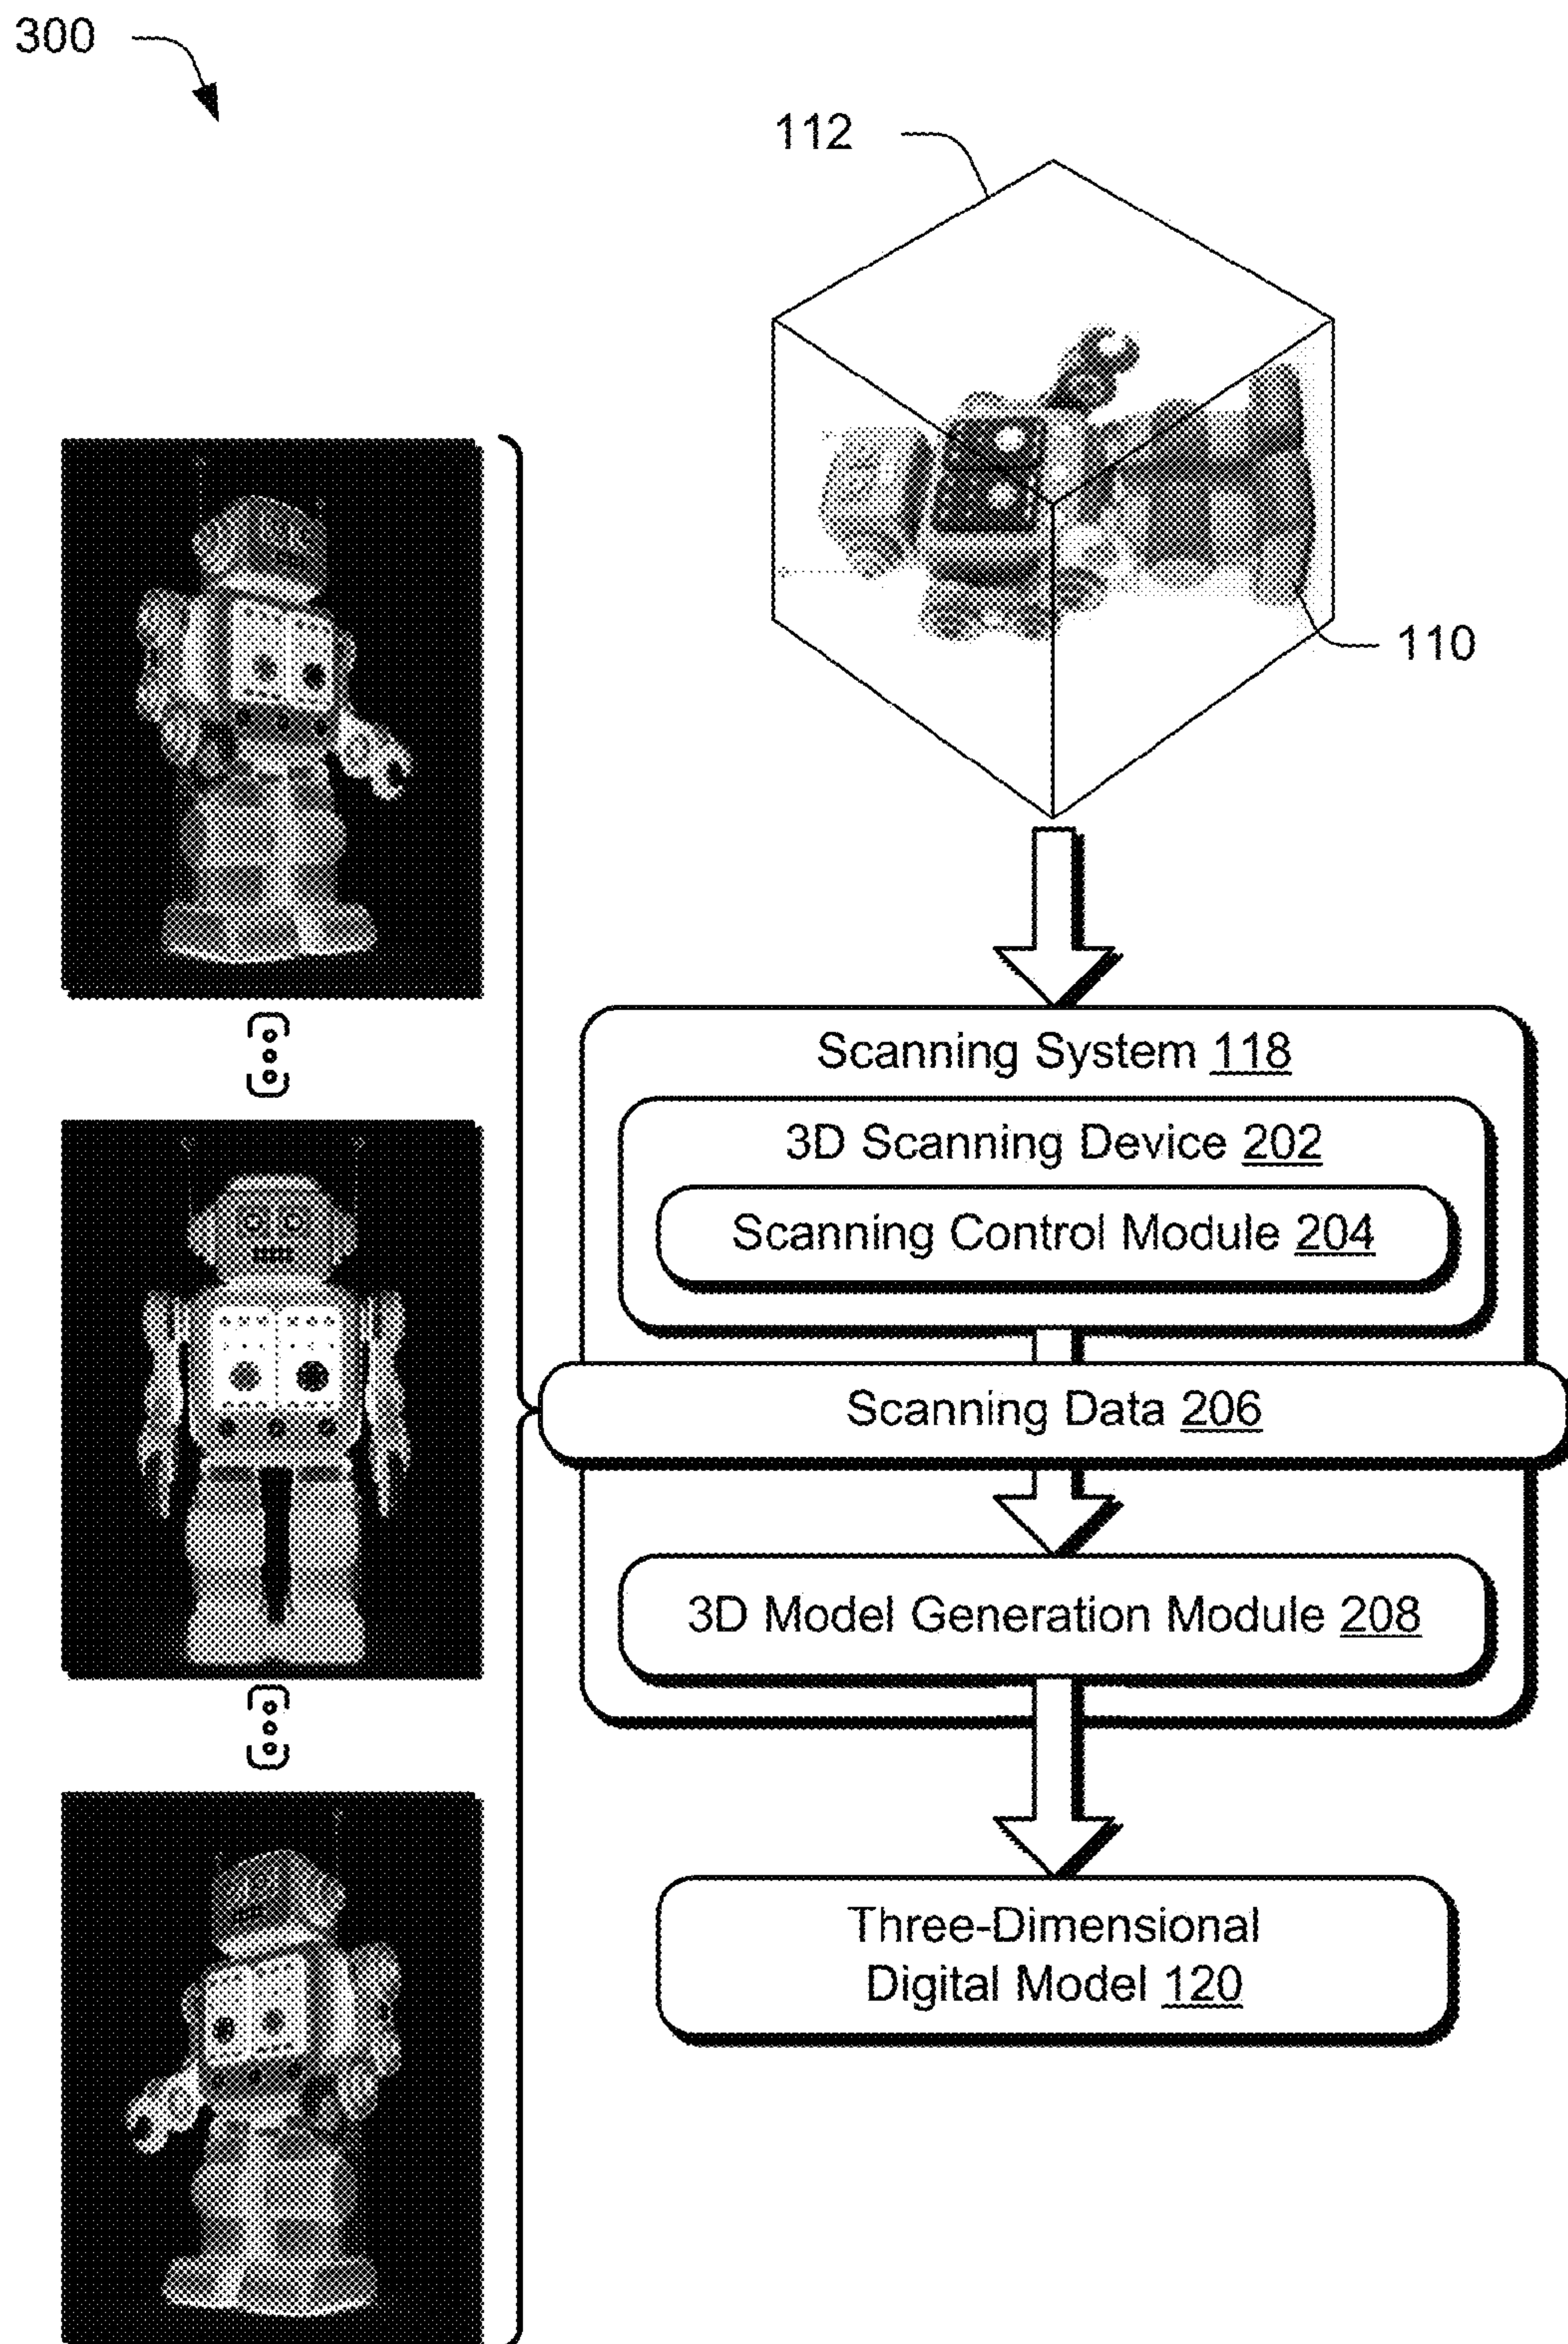 300
112
110
Scanning System 118
3D Scanning Device 202
Scanning Control Module 204
Scanning Data 206
3D Model Generation Module 208
Three-Dimensional
Digital Model 120